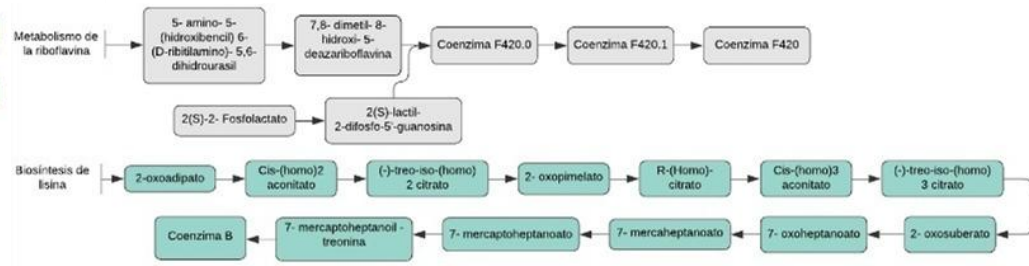 Metabolismo de
la riboflavina
5- amino- 5-
(hidroxibencil) 6-
(D-ribitilamino)- 5,6-
dihidrourasil
7,8- dimetil- 8-
hidroxi- 5-
deazariboflavina
Coenzima F420.0
Coenzima F420.1
Coenzima F420
2(S)-2- Fosfolactato
2(S)-lactil-
2-difosfo-5'-guanosina
Biosíntesis de
lisina
2-oxoadipato
Cis-(homo)2
aconitato
(-)-treo-iso-(homo)
2 citrato
2- oxopimelato
R-(Homo)-
citrato
Cis-(homo)3
aconitato
(-)-treo-iso-(homo)
3 citrato
Coenzima B
7- mercaptoheptanoil -
treonina
7- mercaptoheptanoato
7- mercaheptanoato
7- oxoheptanoato
2- oxosuberato